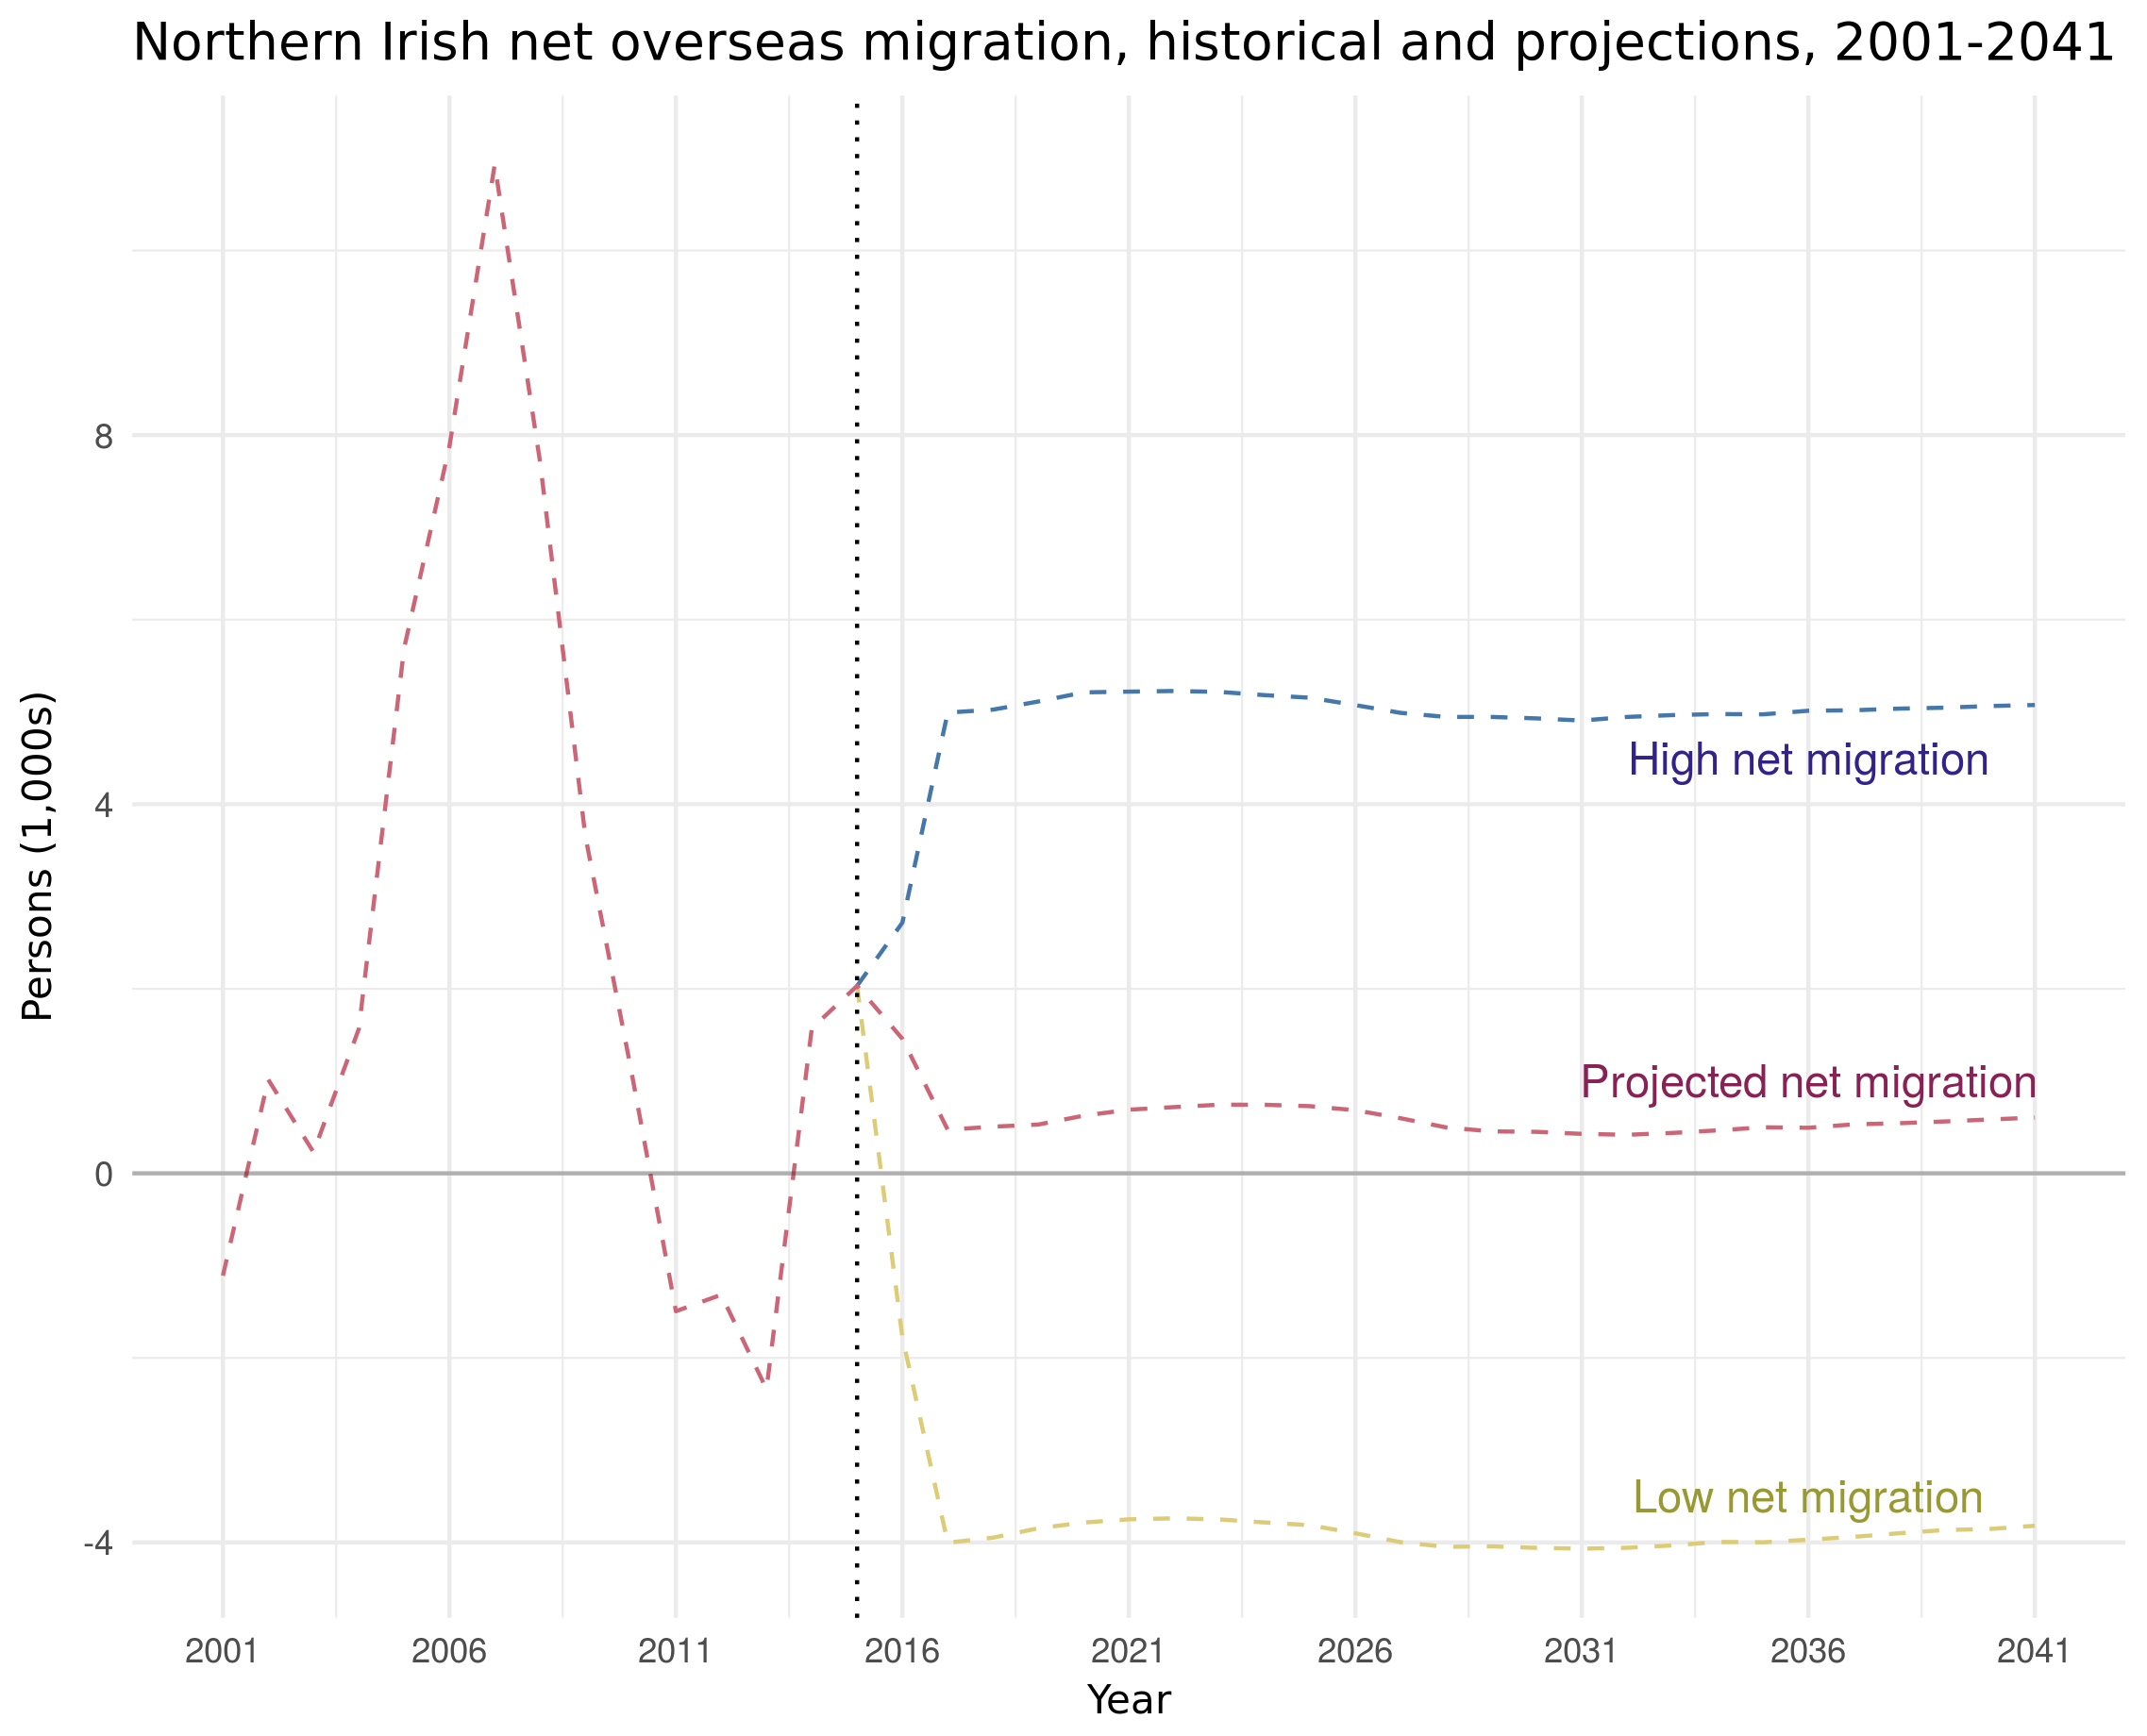 Northern Irish net overseas migration, historical and projections, 2001-2041
Persons (1,000s)
8
4
0
-4
High net migration
Projected net migration
Low net migration
2001 2006 2011 2016 2021 2026 2031 2036 2041
Year